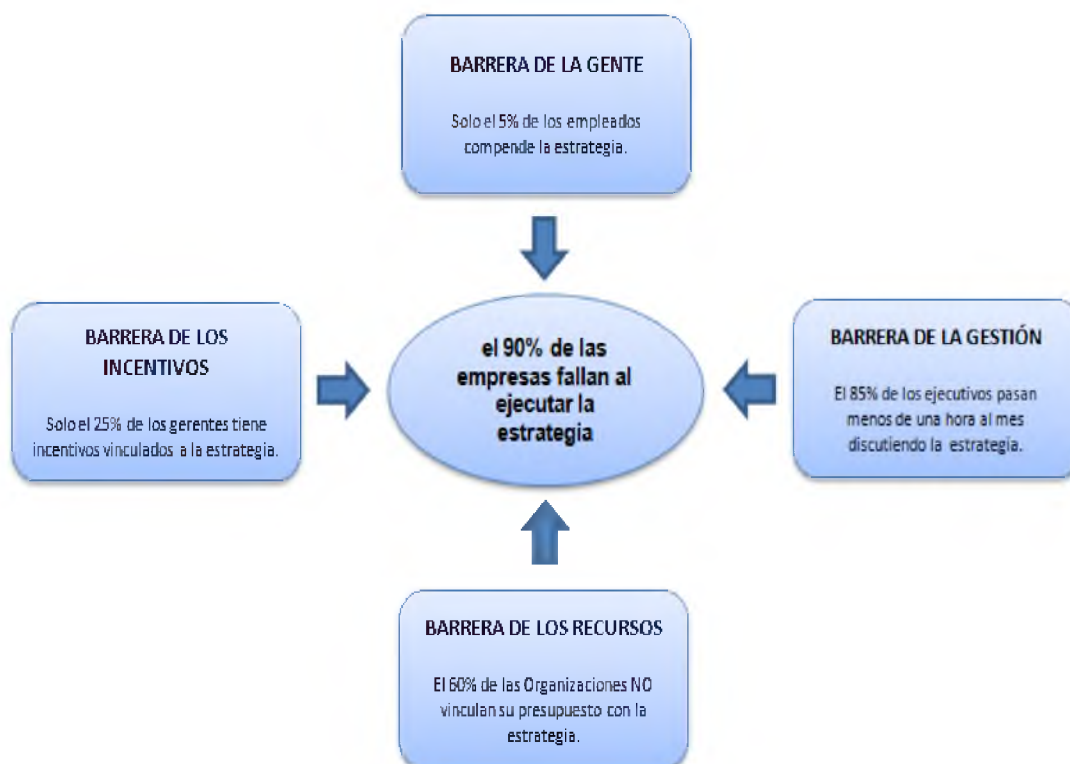 BARRERA DE LA GENTE
Solo el 5% de los empleados
compende la estrategia.
BARRERA DE LOS
INCENTIVOS
Solo el 25% de los gerentes tiene
incentivos vinculados a la estrategia.
el 90% de las
empresas fallan al
ejecutar la
estrategia
BARRERA DE LA GESTIÓN
El 85% de los ejecutivos pasan
menos de una hora al mes
discutiendo la estrategia.
BARRERA DE LOS RECURSOS
El 60% de las Organizaciones NO
vinculan su presupuesto con la
estrategia.